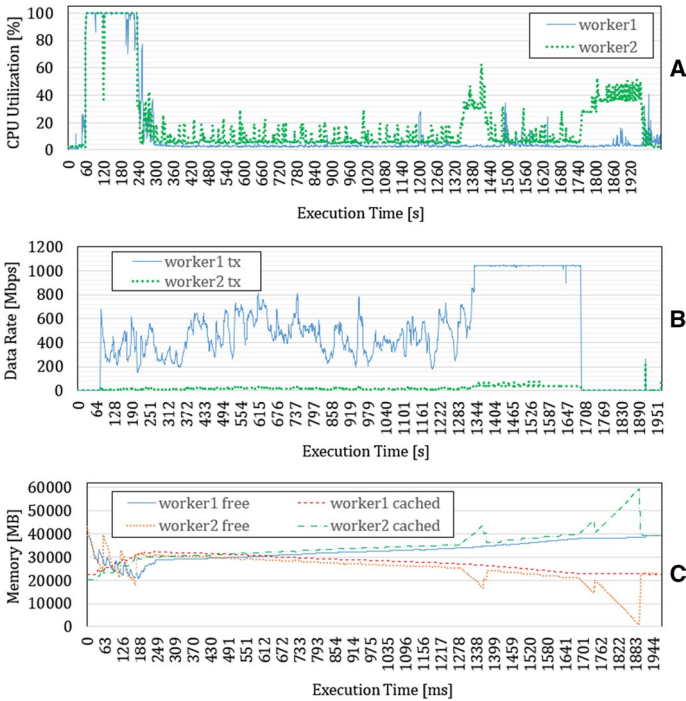 CPU Utilization [%]
100
80
60
40
20
0
worker1
worker2
A
0 60 120 180 240 300 360 420 480 540 600 660 720 780 840 900 960 1020 1080 1140 1200 1260 1320 1380 1440 1500 1560 1620 1680 1740 1800 1860 1920
Execution Time [s]
Data Rate [Mbps]
1200
1000
800
600
400
200
0
worker1 tx
worker2 tx
B
0 64 128 190 251 312 372 433 494 554 615 676 737 797 858 919 979 1040 1101 1161 1222 1283 1344 1404 1465 1526 1587 1647 1708 1769 1830 1890 1951
Execution Time [s]
Memory [MB]
60000
50000
40000
30000
20000
10000
0
worker1 free worker1 cached
worker2 free worker2 cached
C
0 63 126 188 249 309 370 430 491 551 612 672 733 793 854 914 975 1035 1096 1156 1217 1278 1338 1399 1459 1520 1580 1641 1701 1762 1822 1883 1944
Execution Time [ms]